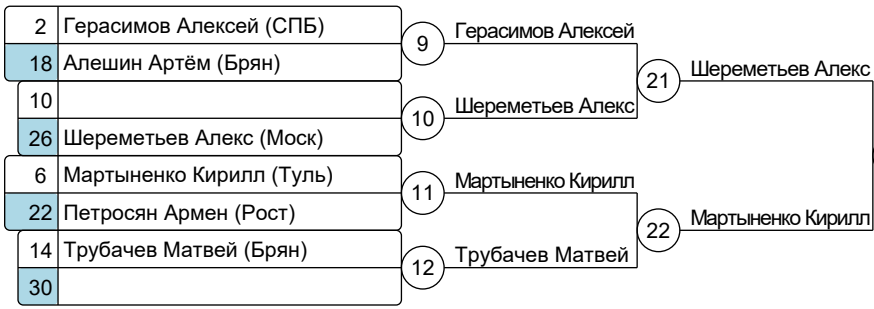 2 Герасимов Алексей (СПБ)
18 Алешин Артём (Брян)
9 Герасимов Алексей
10
26 Шереметьев Алекс (Моск)
10 Шереметьев Алекс
21 Шереметьев Алекс
6 Мартыненко Кирилл (Туль)
22 Петросян Армен (Рост)
11 Мартыненко Кирилл
14 Трубачев Матвей (Брян)
30
12 Трубачев Матвей
22 Мартыненко Кирилл